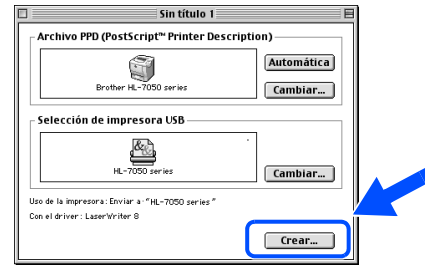 Sin título 1
Archivo PPD (PostScript™ Printer Description)
Automática
Brother HL-7050 series
Cambiar...
Selección de impresora USB
HL-7050 series
Cambiar...
Uso de la impresora: Enviar a "HL-7050 series"
Con el driver: LaserWriter 8
Crear...